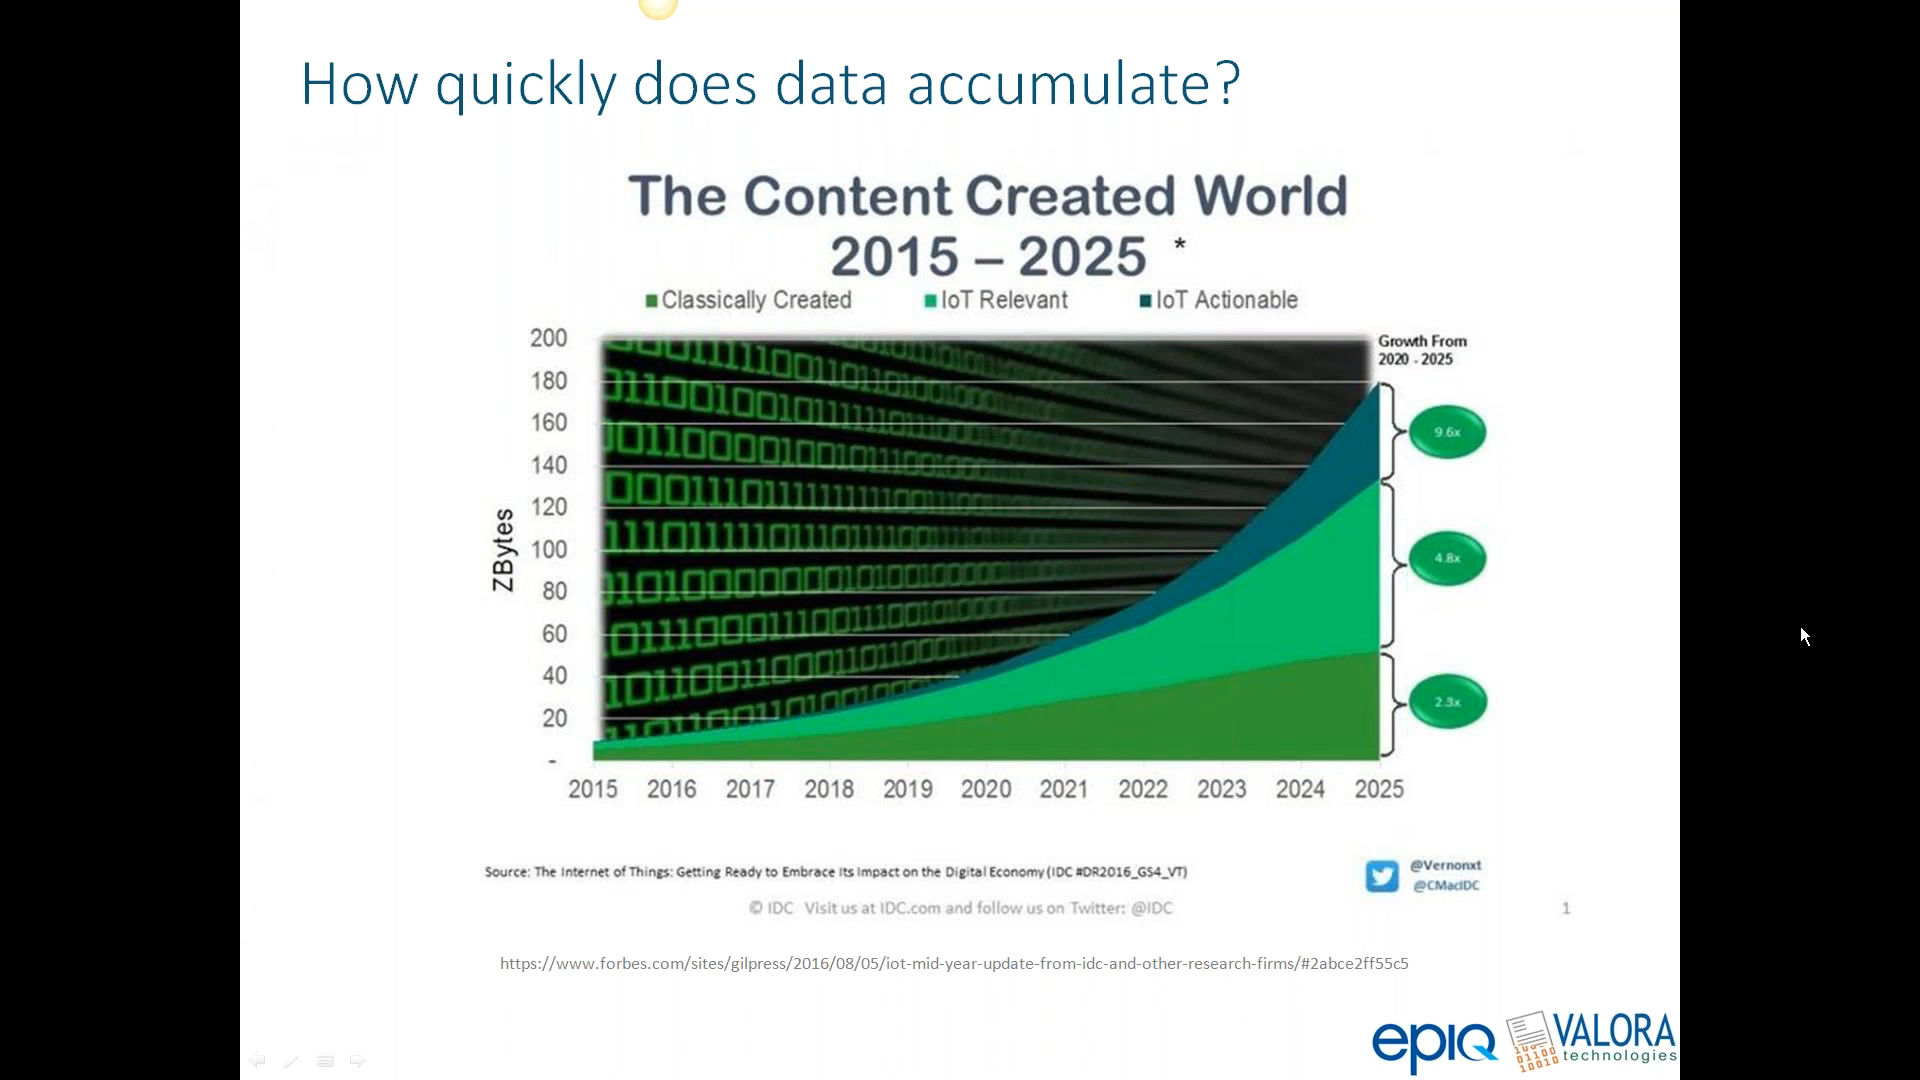 How quickly does data accumulate?
The Content Created World
2015 – 2025 *
Classically Created IoT Relevant IoT Actionable
Growth From
2020 - 2025
200
180
160
140
120
100
80
60
40
20
-
ZBytes
9.6x
4.8x
2.3x
2015 2016 2017 2018 2019 2020 2021 2022 2023 2024 2025
Source: The Internet of Things: Getting Ready to Embrace Its Impact on the Digital Economy (IDC #DR2016_GS4_VT)
@Vernonxt
@CMacIDC
© IDC Visit us at IDC.com and follow us on Twitter: @IDC
1
https://www.forbes.com/sites/gilpress/2016/08/05/iot-mid-year-update-from-idc-and-other-research-firms/#2abce2ff55c5
epiq
VALORA
technologies